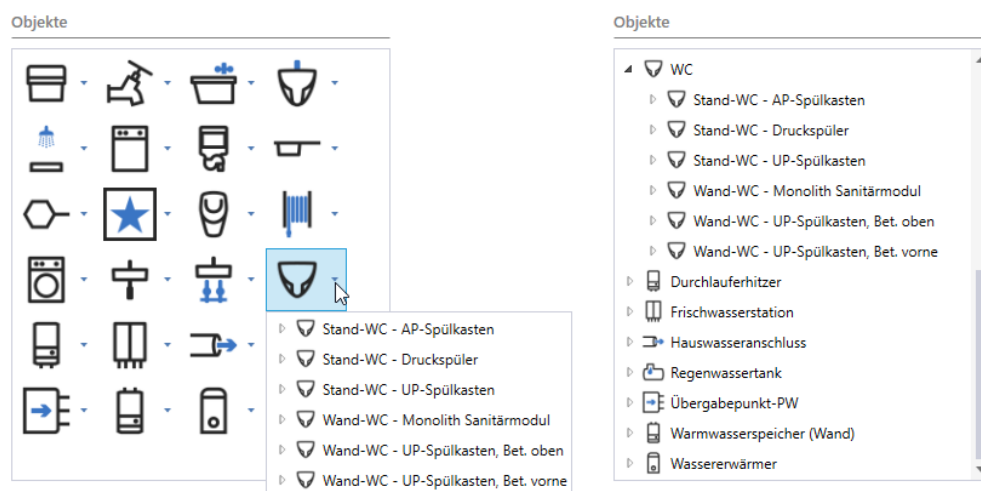 Objekte
Stand-WC - AP-Spülkasten
Stand-WC - Druckspüler
Stand-WC - UP-Spülkasten
Wand-WC - Monolith Sanitärmodul
Wand-WC - UP-Spülkasten, Bet. oben
Wand-WC - UP-Spülkasten, Bet. vorne
Objekte
WC
Stand-WC - AP-Spülkasten
Stand-WC - Druckspüler
Stand-WC - UP-Spülkasten
Wand-WC - Monolith Sanitärmodul
Wand-WC - UP-Spülkasten, Bet. oben
Wand-WC - UP-Spülkasten, Bet. vorne
Durchlauferhitzer
Frischwasserstation
Hauswasseranschluss
Regenwassertank
Übergabepunkt-PW
Warmwasserspeicher (Wand)
Wassererwärmer